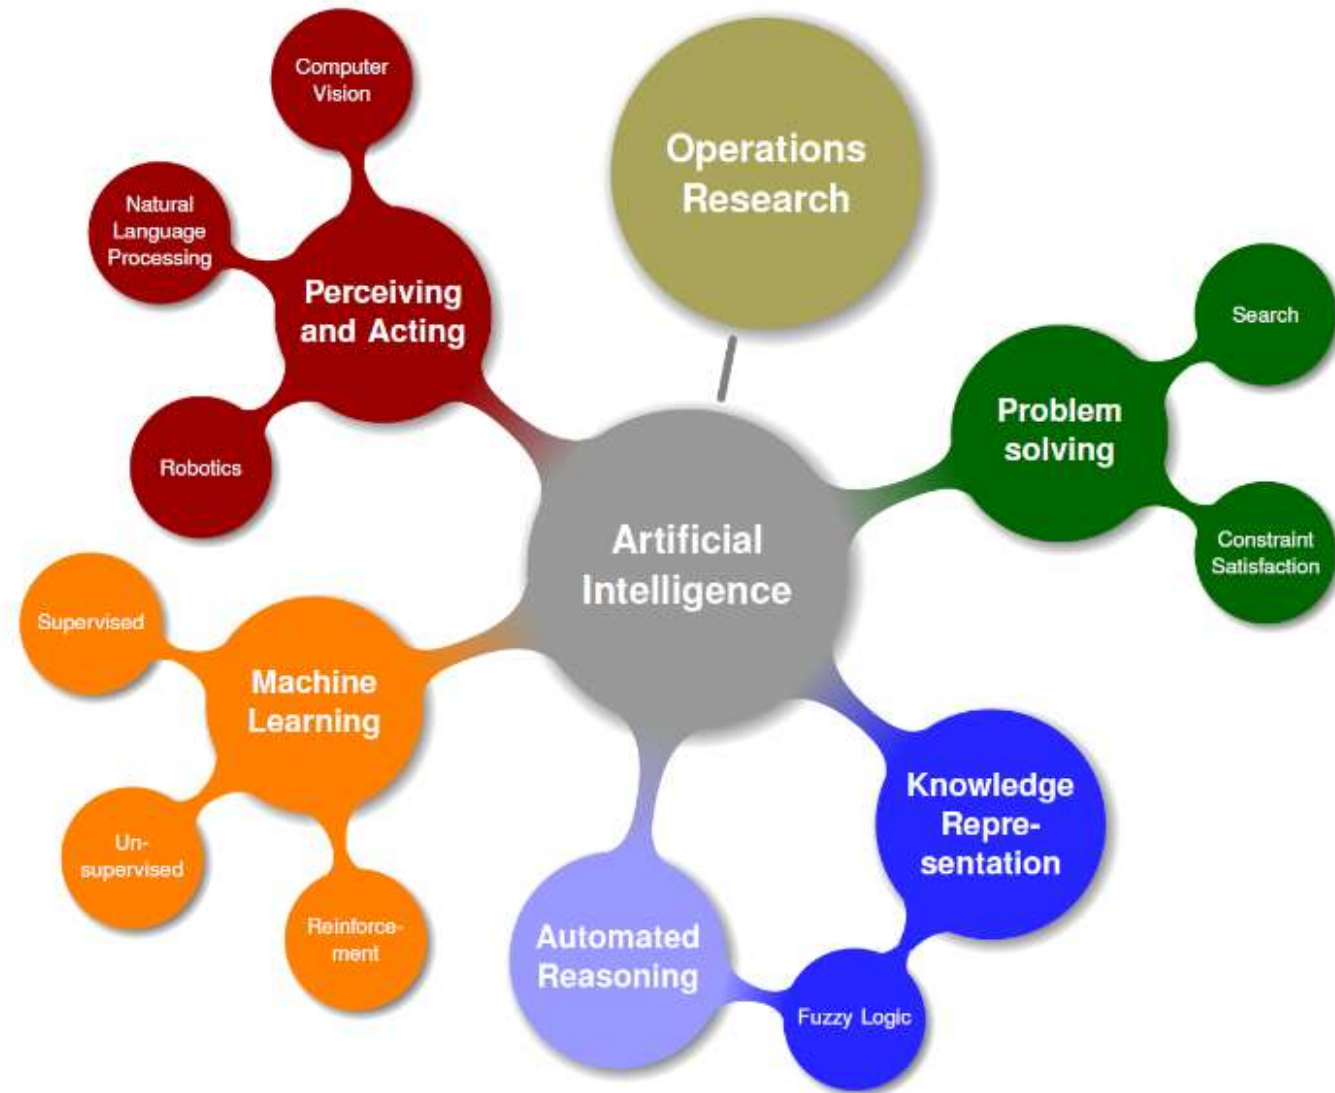 Computer
Vision
Operations
Research
Natural
Language
Processing
Perceiving
and Acting
Search
Robotics
Problem
solving
Artificial
Intelligence
Constraint
Satisfaction
Supervised
Machine
Learning
Un-
supervised
Reinforce-
ment
Knowledge
Repre-
sentation
Automated
Reasoning
Fuzzy Logic